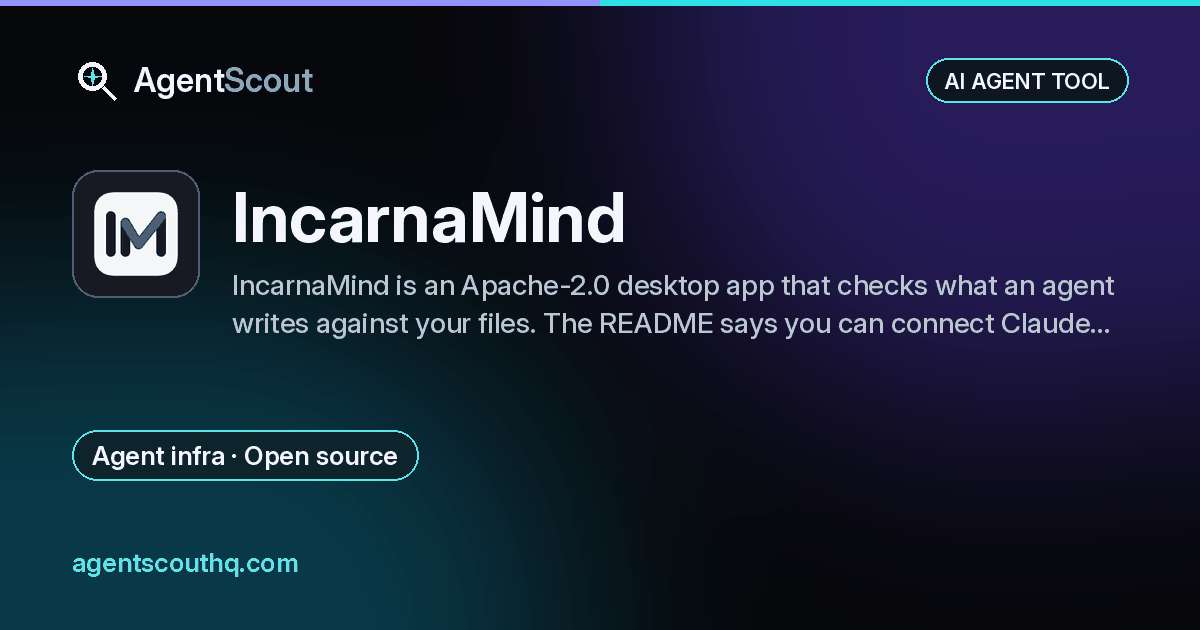 AgentScout
AI AGENT TOOL
IM
IncarnaMind
IncarnaMind is an Apache-2.0 desktop app that checks what an agent
writes against your files. The README says you can connect Claude...
Agent infra · Open source
agentscouthq.com